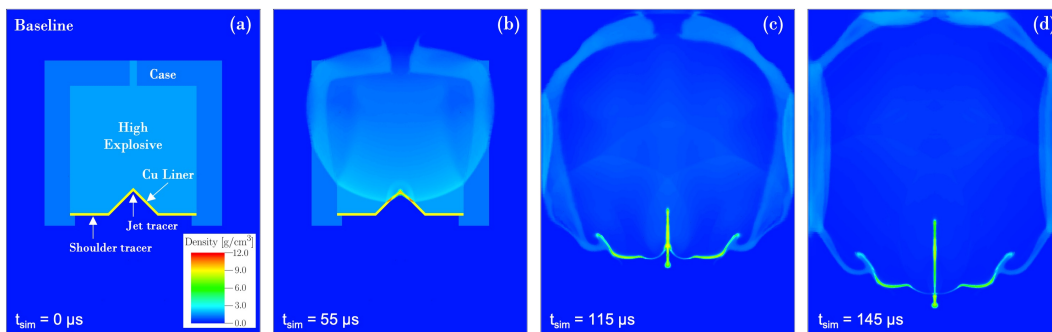 Baseline
(a)
Case
High
Explosive
Cu Liner
Jet tracer
Shoulder tracer
Density [g/cm³]
12.0
9.0
6.0
3.0
0.0
t_sim = 0 µs
(b)
t_sim = 55 µs
(c)
t_sim = 115 µs
(d)
t_sim = 145 µs